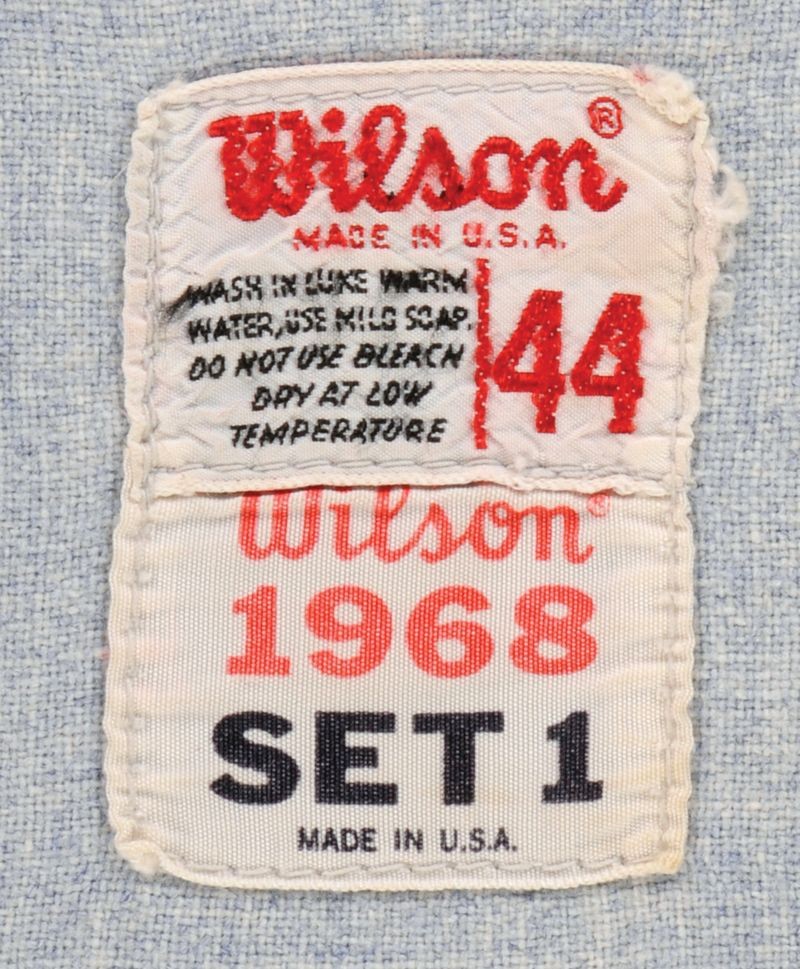 Wilson®
MADE IN U.S.A.
WASH IN LUKE WARM
WATER, USE MILD SOAP.
DO NOT USE BLEACH
DRY AT LOW
TEMPERATURE
44
Wilson®
1968
SET 1
MADE IN U.S.A.